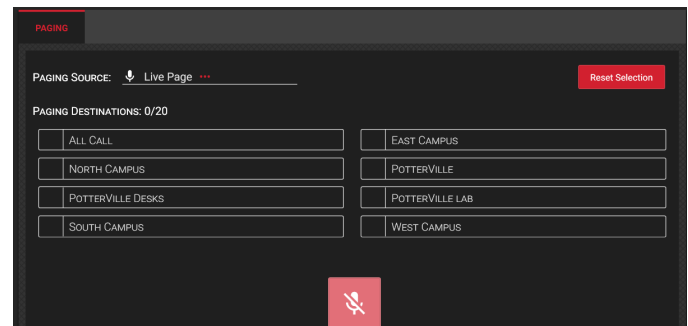 PAGING
PAGING SOURCE: Live Page ...
Reset Selection
PAGING DESTINATIONS: 0/20
ALL CALL
EAST CAMPUS
NORTH CAMPUS
POTTERVILLE
POTTERVILLE DESKS
POTTERVILLE LAB
SOUTH CAMPUS
WEST CAMPUS